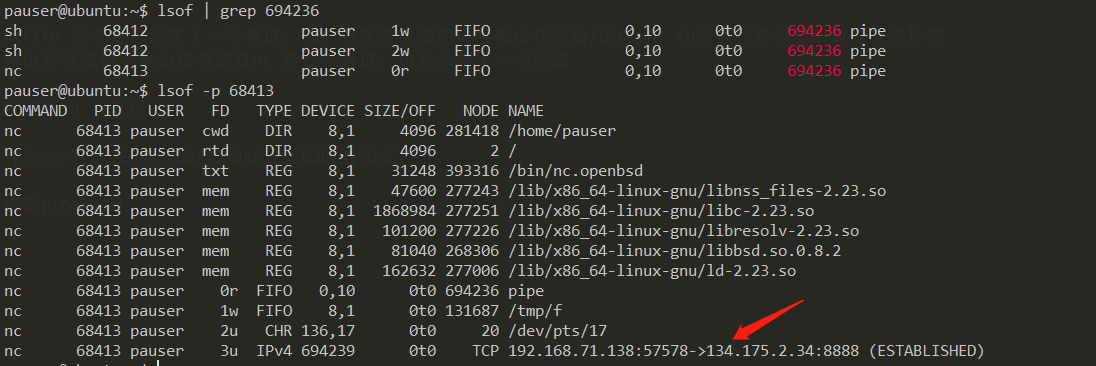 pauser@ubuntu:~$ lsof | grep 694236
sh 68412 pauser 1w FIFO 0,10 0t0 694236 pipe
sh 68412 pauser 2w FIFO 0,10 0t0 694236 pipe
nc 68413 pauser 0r FIFO 0,10 0t0 694236 pipe
pauser@ubuntu:~$ lsof -p 68413
COMMAND PID USER FD TYPE DEVICE SIZE/OFF NODE NAME
nc 68413 pauser cwd DIR 8,1 4096 281418 /home/pauser
nc 68413 pauser rtd DIR 8,1 4096 2 /
nc 68413 pauser txt REG 8,1 31248 393316 /bin/nc.openbsd
nc 68413 pauser mem REG 8,1 47600 277243 /lib/x86_64-linux-gnu/libnss_files-2.23.so
nc 68413 pauser mem REG 8,1 1868984 277251 /lib/x86_64-linux-gnu/libc-2.23.so
nc 68413 pauser mem REG 8,1 101200 277226 /lib/x86_64-linux-gnu/libresolv-2.23.so
nc 68413 pauser mem REG 8,1 81040 268306 /lib/x86_64-linux-gnu/libbsd.so.0.8.2
nc 68413 pauser mem REG 8,1 162632 277006 /lib/x86_64-linux-gnu/ld-2.23.so
nc 68413 pauser 0r FIFO 0,10 0t0 694236 pipe
nc 68413 pauser 1w FIFO 8,1 0t0 131687 /tmp/f
nc 68413 pauser 2u CHR 136,17 0t0 20 /dev/pts/17
nc 68413 pauser 3u IPv4 694239 0t0 TCP 192.168.71.138:57578->134.175.2.34:8888 (ESTABLISHED)